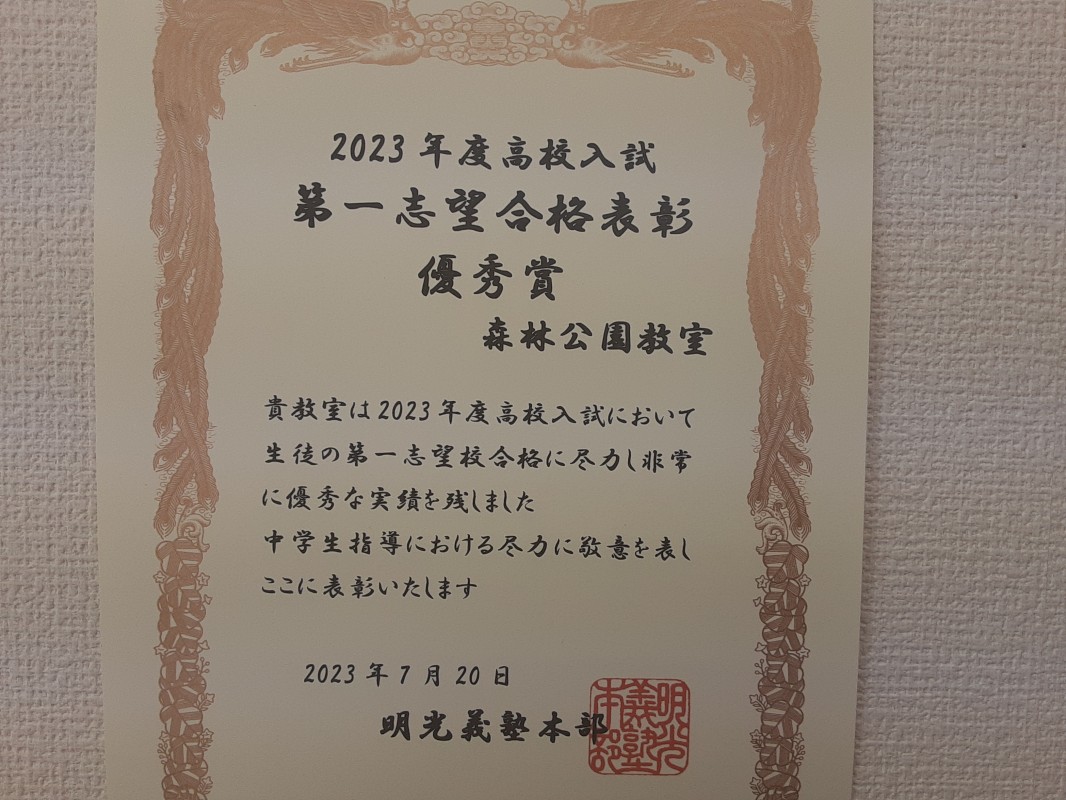 2023年度高校入試
第一志望合格表彰
優秀賞
森林公園教室
貴教室は2023年度高校入試において
生徒の第一志望校合格に尽力し非常
に優秀な実績を残しました
中学生指導における尽力に敬意を表し
ここに表彰いたします
2023年7月20日
明光義塾本部
明光義塾本部